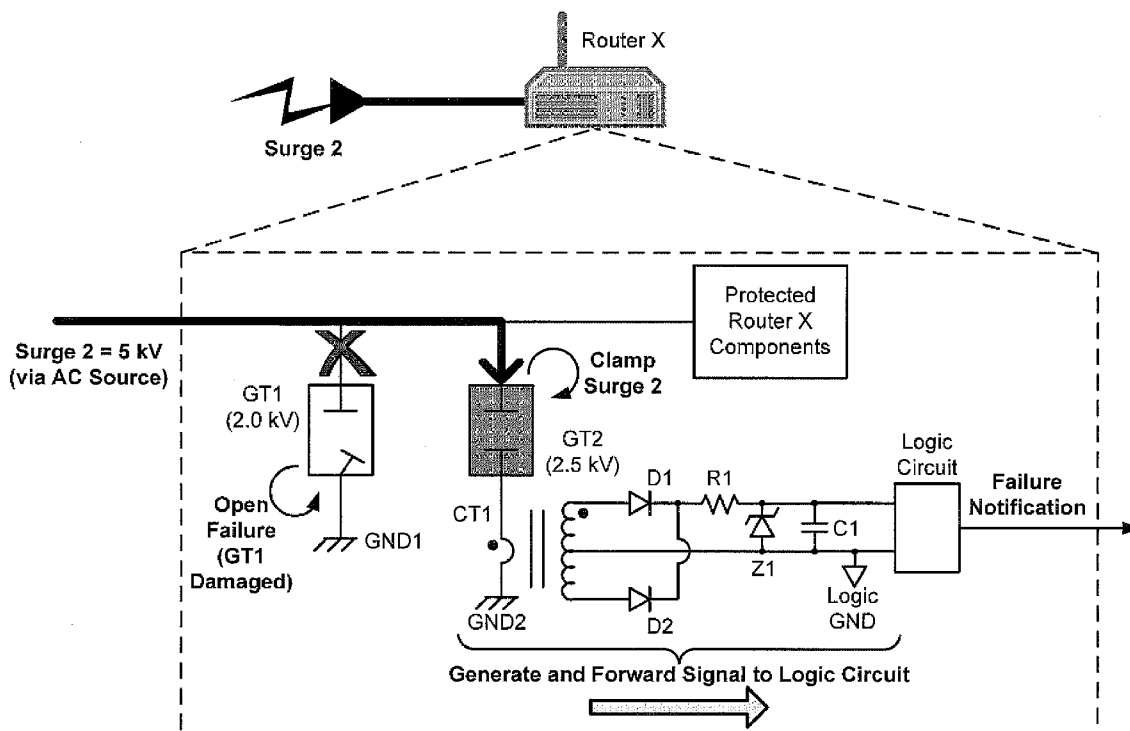 Router X
Surge 2
Protected
Router X
Components
Surge 2 = 5 kV
(via AC Source)
Clamp
Surge 2
GT1
(2.0 kV)
GT2
(2.5 kV)
Open
Failure
(GT1
Damaged)
GND1
CT1
GND2
D1
R1
D2
Z1
C1
Logic
GND
Logic
Circuit
Failure
Notification
Generate and Forward Signal to Logic Circuit